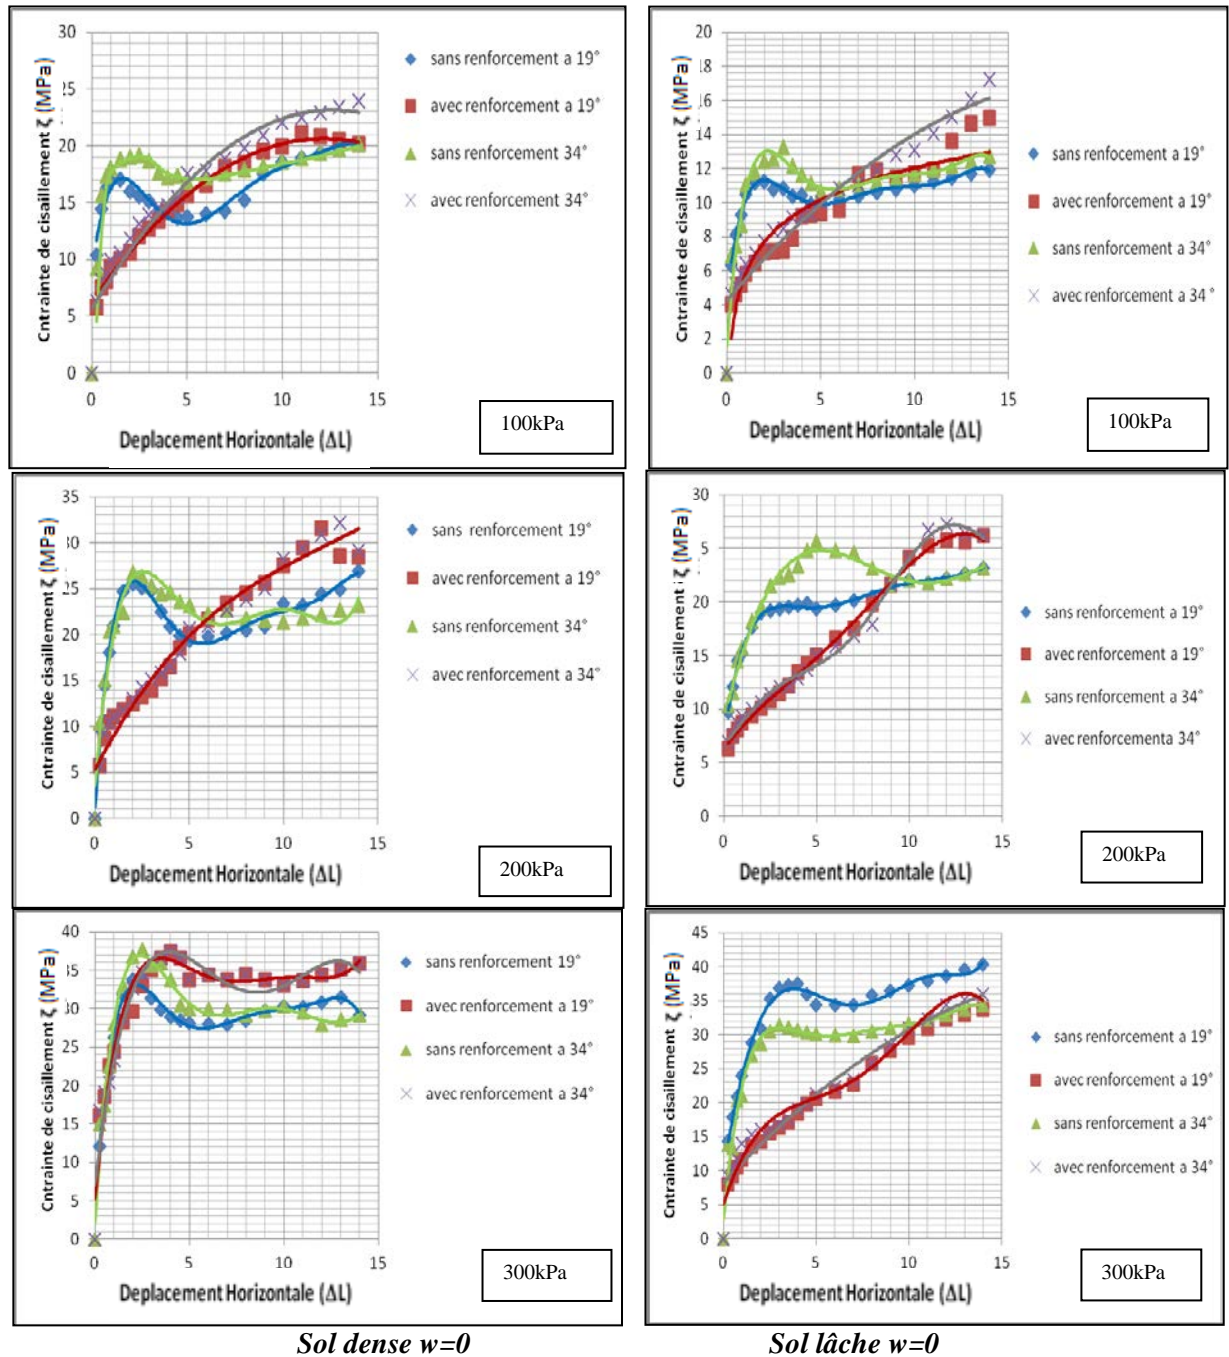 30
25
20
15
10
5
0
0 5 10 15
Cntrainte de cisaillement ζ (MPa)
Deplacement Horizontale (ΔL)
sans renforcement a 19°
avec renforcement a 19°
sans renforcement 34°
avec renforcement 34°
100kPa
20
18
16
14
12
10
8
6
4
2
0
0 5 10 15
Cntrainte de cisaillement ζ (MPa)
Deplacement Horizontale (ΔL)
sans renfocement a 19°
avec renforcement a 19°
sans renforcement a 34°
avec renforcement a 34°
100kPa
35
30
25
20
15
10
5
0
0 5 10 15
Cntrainte de cisaillement ζ (MPa)
Deplacement Horizontale (ΔL)
sans renforcement 19°
avec renforcement a 19°
sans renforcement 34°
avec renforcement a 34°
200kPa
30
5
20
15
10
5
0
0 5 10 15
Cntrainte de cisaillement ζ (MPa)
Deplacement Horizontale (ΔL)
sans renforcement a 19°
avec renforcement a 19°
sans renforcement a 34°
avec renforcementa 34°
200kPa
40
35
30
25
20
15
10
5
0
0 5 10 15
Cntrainte de cisaillement ζ (MPa)
Deplacement Horizontale (ΔL)
sans renforcement 19°
avec renforcement a 19°
sans renforcement a 34°
avec renforcement a 34°
300kPa
45
40
35
30
25
20
15
10
5
0
0 5 10 15
Cntrainte de cisaillement ζ (MPa)
Deplacement Horizontale (ΔL)
sans renforcement a 19°
avec renforcement a 19°
sans renforcement a 34°
avec renforcement a 34°
300kPa
Sol dense w=0
Sol lâche w=0